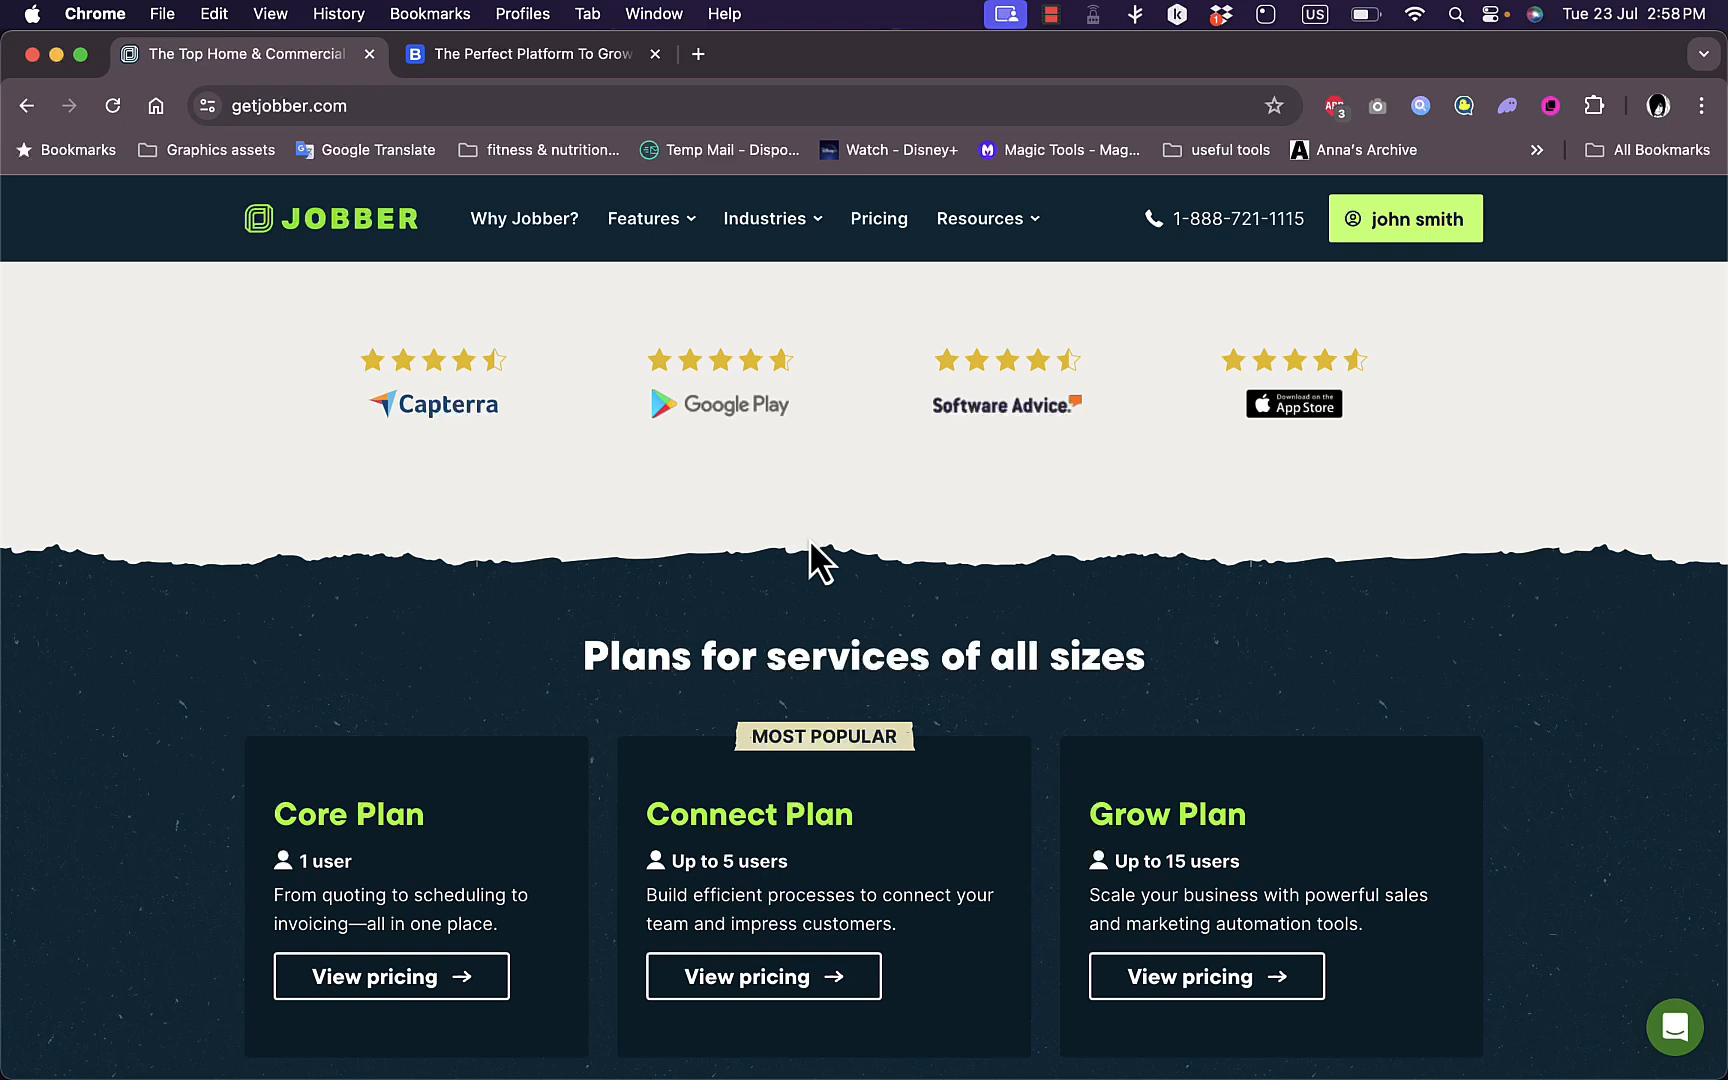 Chrome File Edit View History Bookmarks Profiles Tab Window Help 1 US Tue 23 Jul 2:58 PM
The Top Home & Commercial B The Perfect Platform To Grow
getjobber.com ABP 3
Bookmarks Graphics assets Google Translate fitness & nutrition... Temp Mail - Dispo... Watch - Disney+ Magic Tools - Mag... useful tools Anna's Archive All Bookmarks
JOBBER Why Jobber? Features Industries Pricing Resources 1-888-721-1115 john smith
Capterra Google Play Software Advice. Download on the App Store
Plans for services of all sizes
MOST POPULAR
Core Plan
1 user
From quoting to scheduling to
invoicing—all in one place.
View pricing →
Connect Plan
Up to 5 users
Build efficient processes to connect your
team and impress customers.
View pricing →
Grow Plan
Up to 15 users
Scale your business with powerful sales
and marketing automation tools.
View pricing →